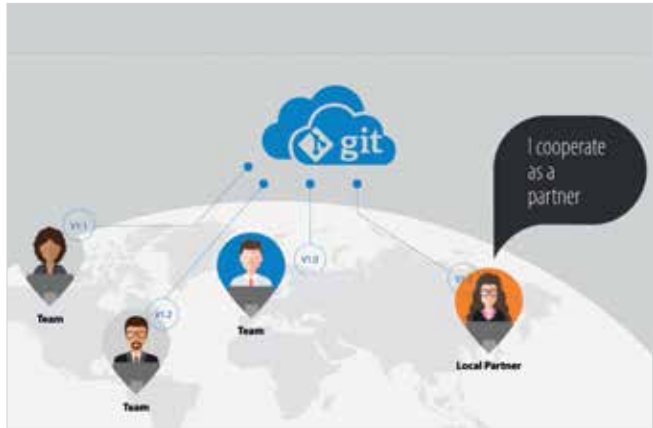 git
I cooperate
as a
partner
V1.1
V1.0
V1.2
Team
Team
Team
Local Partner